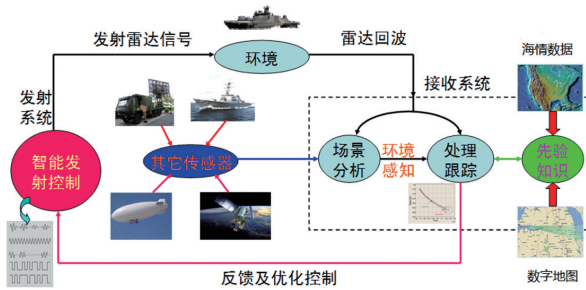 发射雷达信号
环境
雷达回波
海情数据
发射
系统
接收系统
智能发
射控制
其它传感器
场景
分析
环境
感知
处理
跟踪
先验
知识
反馈及优化控制
数字地图